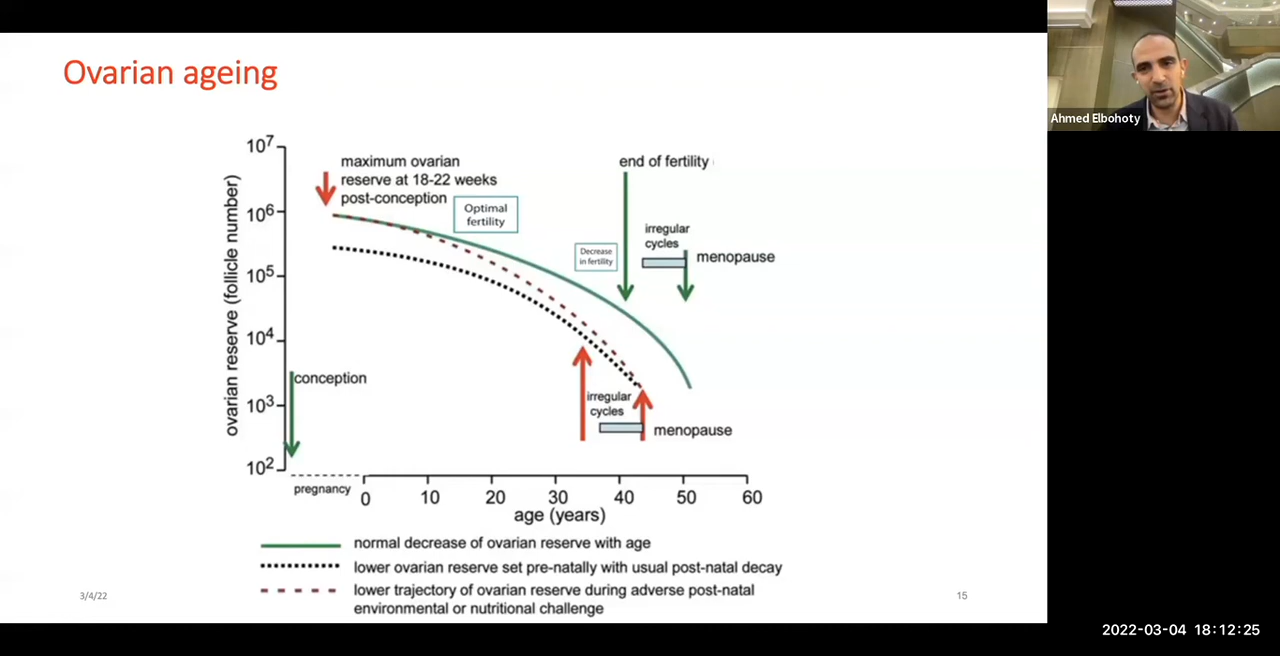 Ovarian ageing
Ahmed Elbohoty
ovarian reserve (follicle number)
10⁷
10⁶
10⁵
10⁴
10³
10²
maximum ovarian
reserve at 18-22 weeks
post-conception
Optimal
fertility
end of fertility
Decrease
in fertility
irregular
cycles
menopause
conception
irregular
cycles
menopause
pregnancy
0
10
20
30
40
50
60
age (years)
normal decrease of ovarian reserve with age
lower ovarian reserve set pre-natally with usual post-natal decay
lower trajectory of ovarian reserve during adverse post-natal
environmental or nutritional challenge
3/4/22
15
2022-03-04 18:12:25